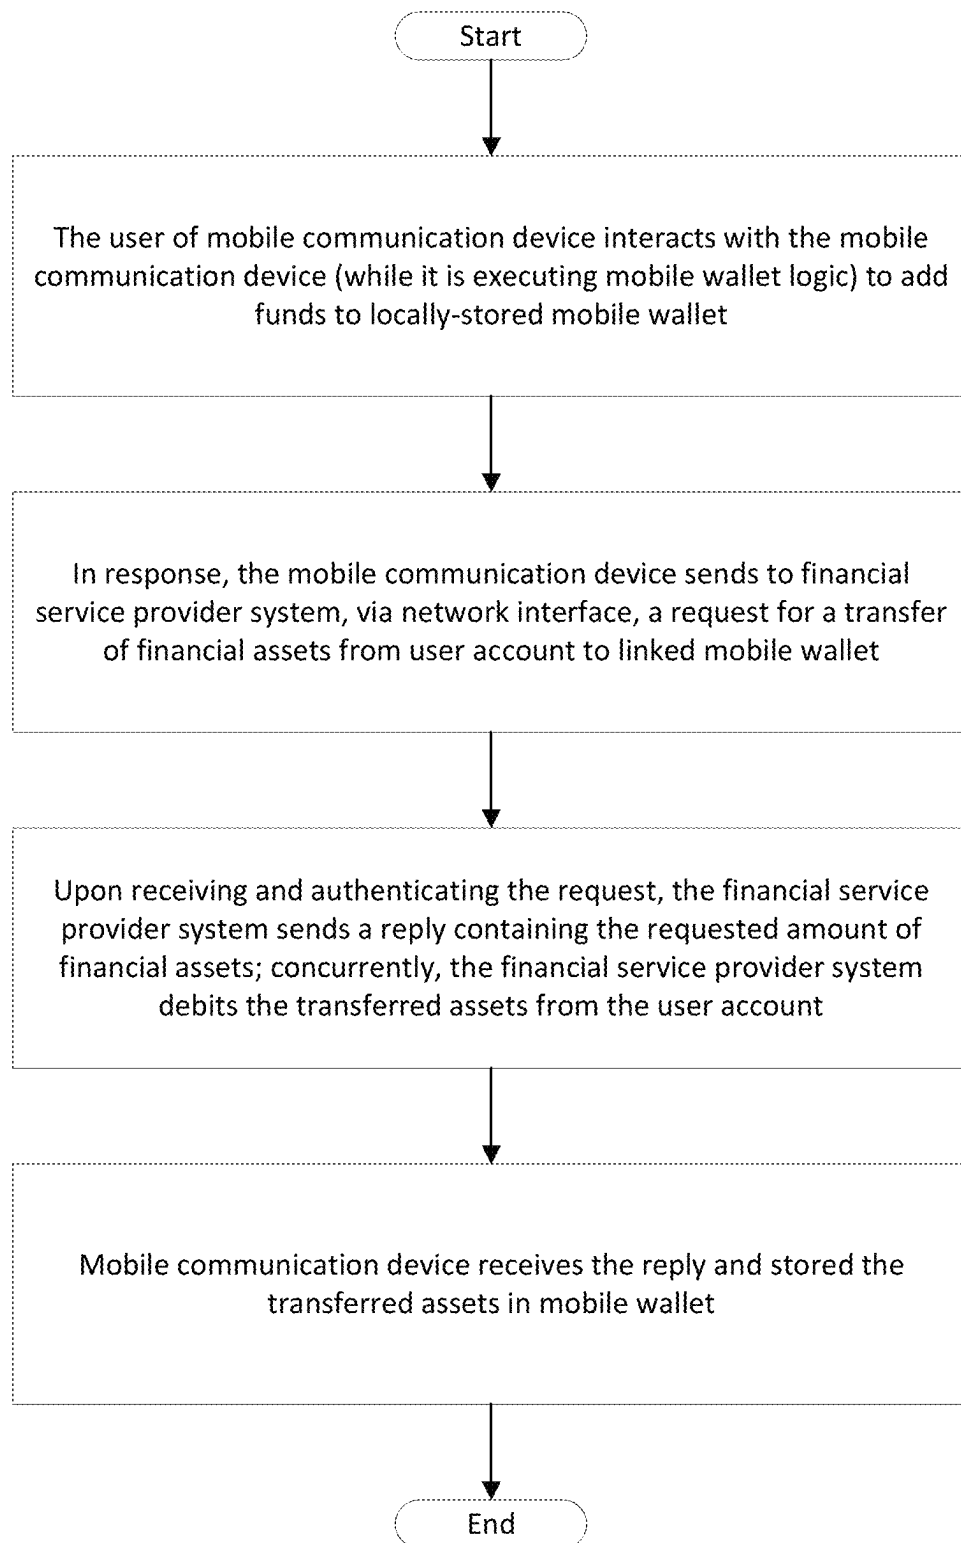 Start
The user of mobile communication device interacts with the mobile
communication device (while it is executing mobile wallet logic) to add
funds to locally-stored mobile wallet
In response, the mobile communication device sends to financial
service provider system, via network interface, a request for a transfer
of financial assets from user account to linked mobile wallet
Upon receiving and authenticating the request, the financial service
provider system sends a reply containing the requested amount of
financial assets; concurrently, the financial service provider system
debits the transferred assets from the user account
Mobile communication device receives the reply and stored the
transferred assets in mobile wallet
End